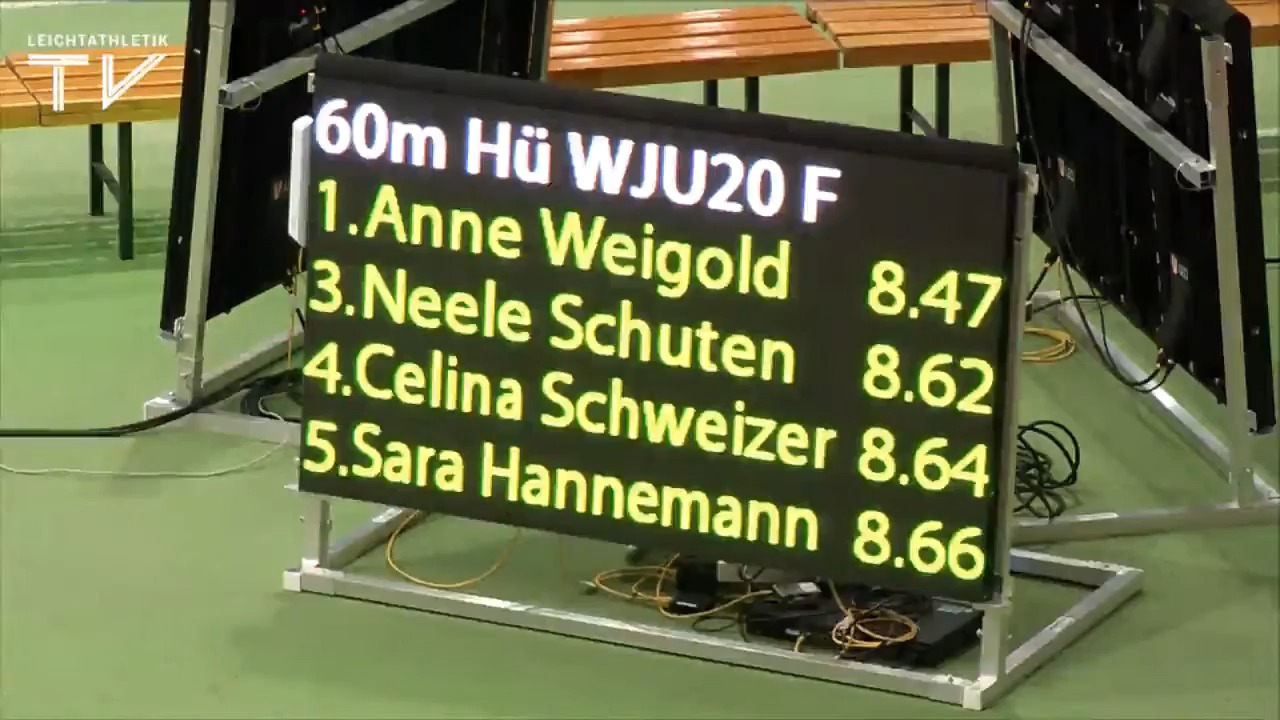 LEICHTATHLETIK
TV
60m Hü WJU20 F
1.Anne Weigold 8.47
3.Neele Schuten 8.62
4.Celina Schweizer 8.64
5.Sara Hannemann 8.66